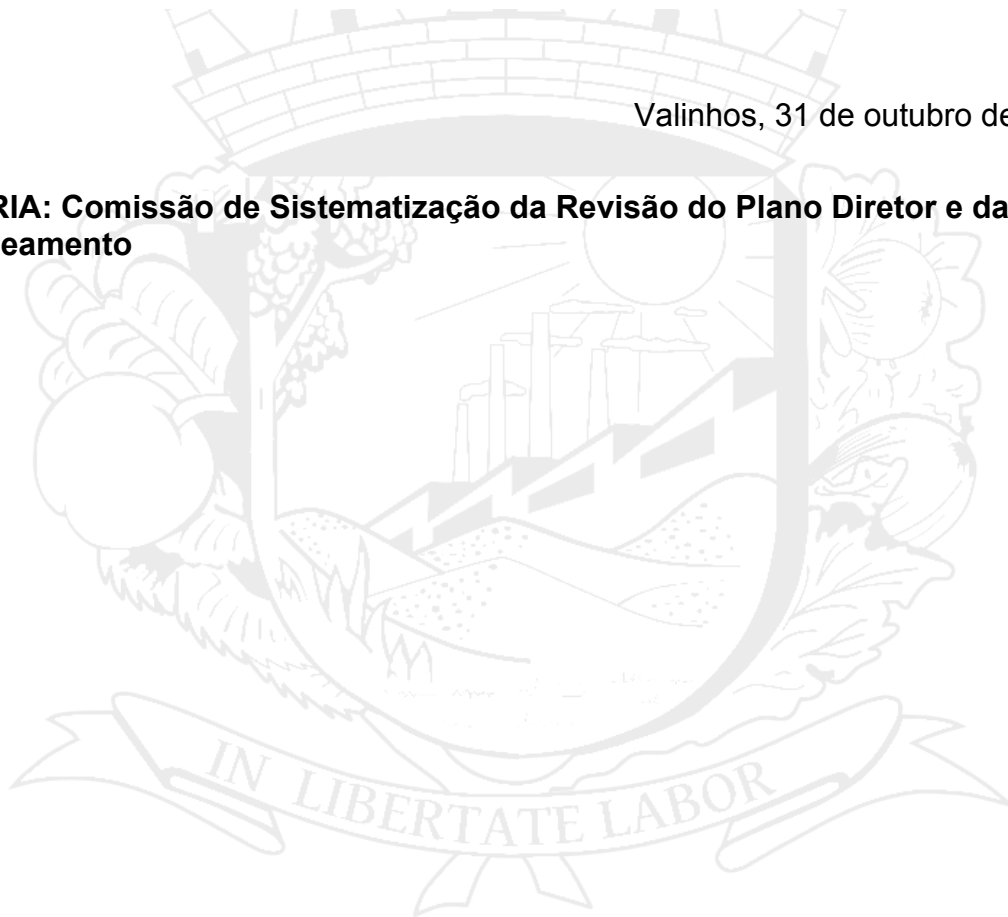 Valinhos, 31 de outubro de
RIA: Comissão de Sistematização da Revisão do Plano Diretor e da
eamento
IN LIBERTATE LABOR